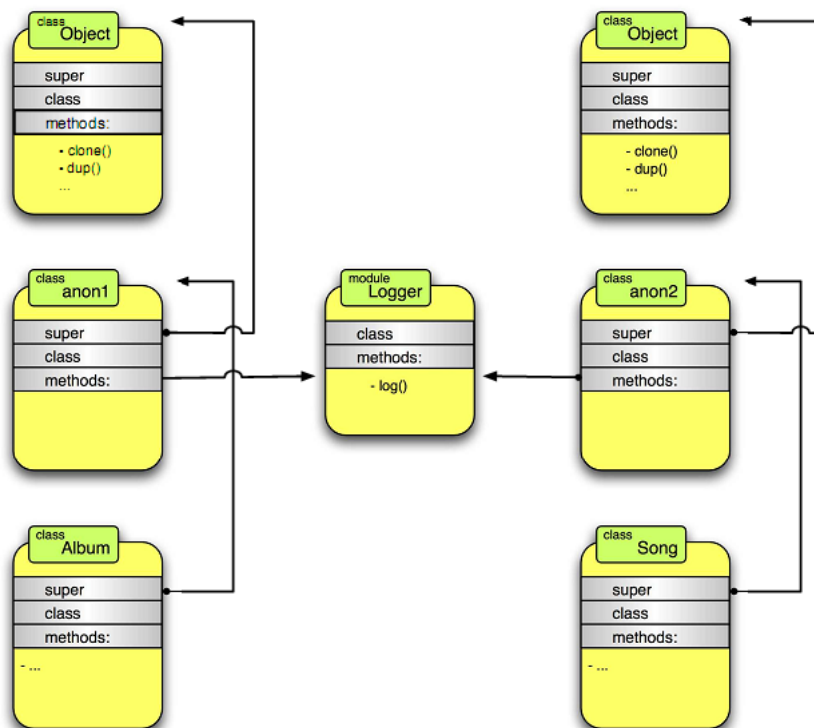 class
Object
super
class
methods:
- clone()
- dup()
...
class
Object
super
class
methods:
- clone()
- dup()
...
class
anon1
super
class
methods:
module
Logger
class
methods:
- log()
class
anon2
super
class
methods:
class
Album
super
class
methods:
- ...
class
Song
super
class
methods:
- ...